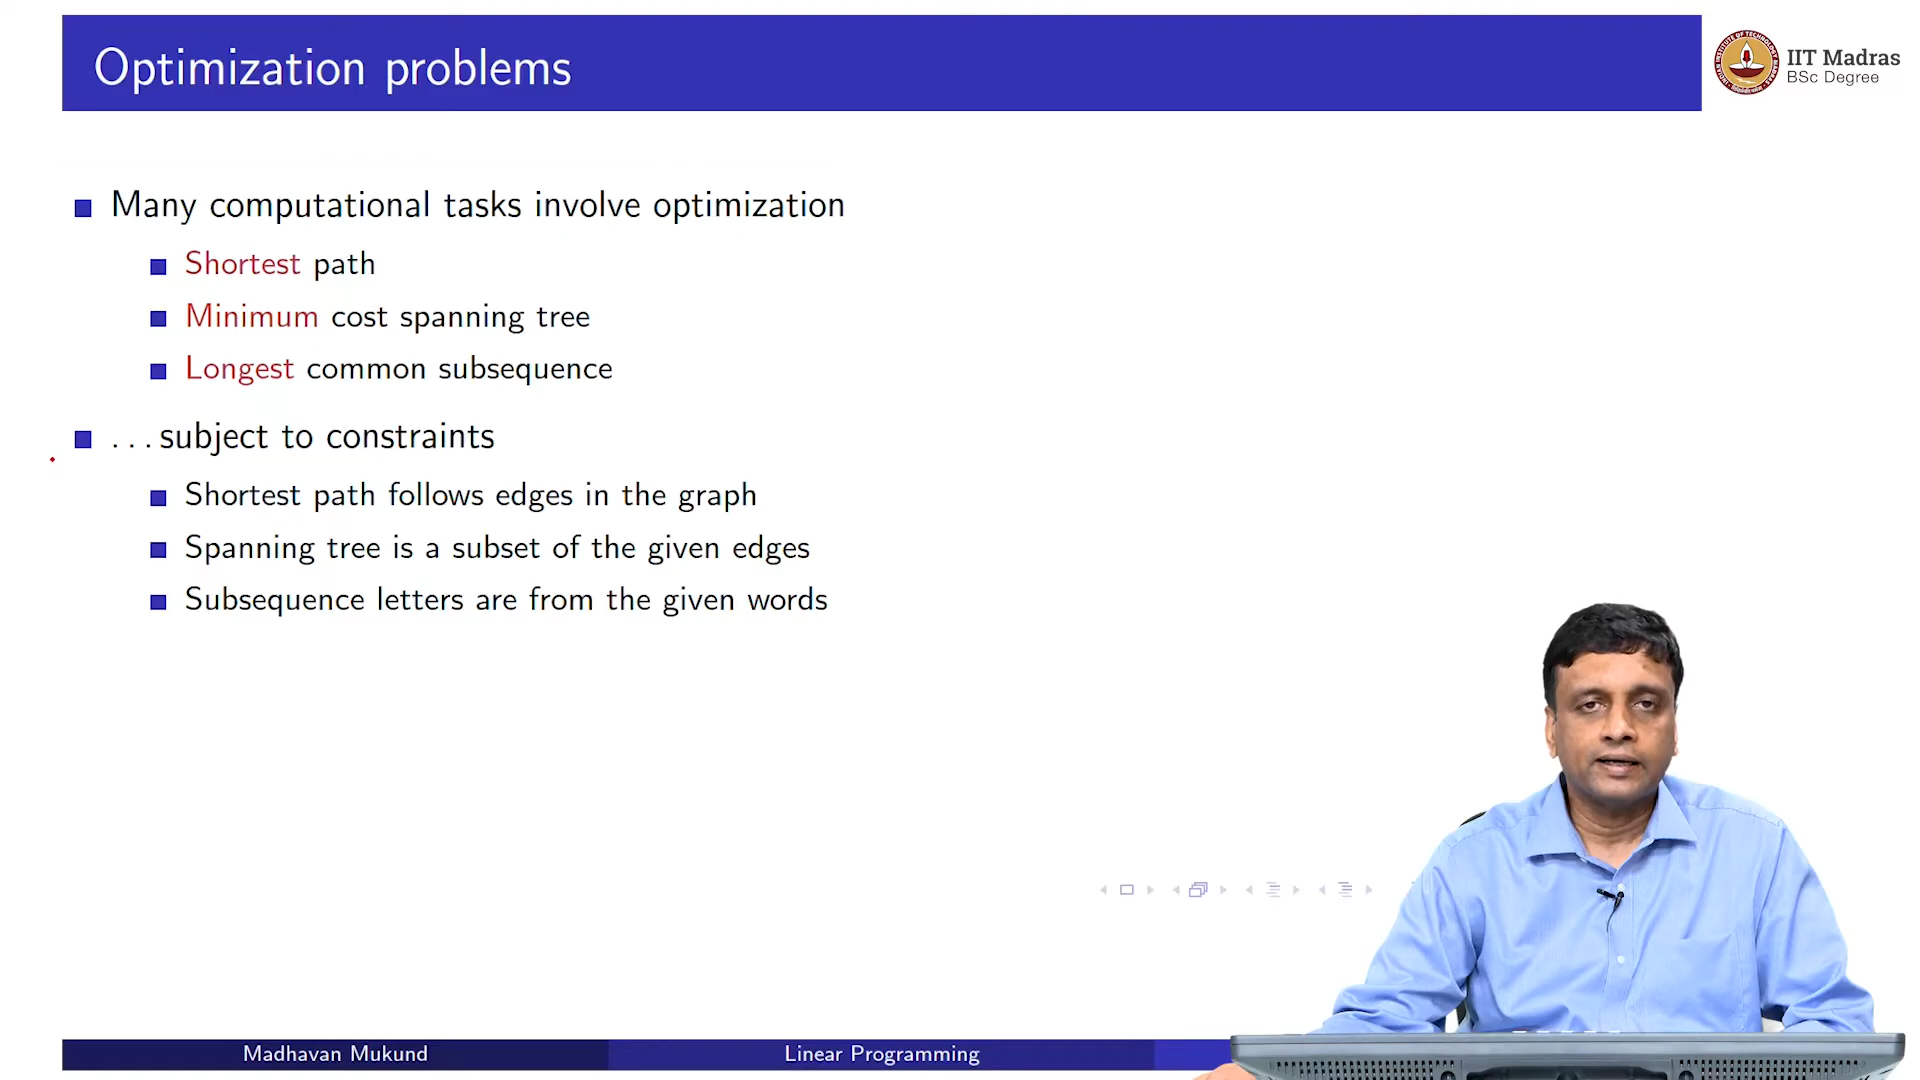 Optimization problems
IIT Madras
BSc Degree
Many computational tasks involve optimization
Shortest path
Minimum cost spanning tree
Longest common subsequence
...subject to constraints
Shortest path follows edges in the graph
Spanning tree is a subset of the given edges
Subsequence letters are from the given words
Madhavan Mukund
Linear Programming